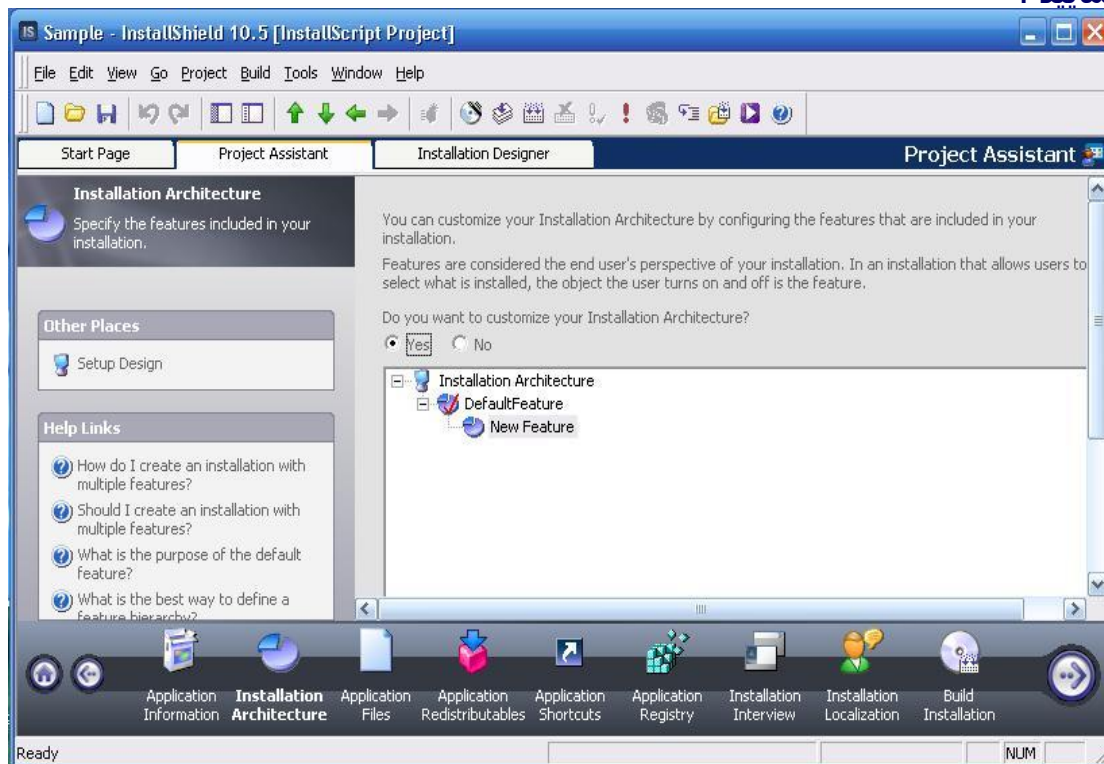 Sample - InstallShield 10.5 [InstallScript Project]
File Edit View Go Project Build Tools Window Help
Start Page Project Assistant Installation Designer Project Assistant
Installation Architecture
Specify the features included in your
installation.
Other Places
Setup Design
Help Links
How do I create an installation with
multiple features?
Should I create an installation with
multiple features?
What is the purpose of the default
feature?
What is the best way to define a
feature hierarchy?
You can customize your Installation Architecture by configuring the features that are included in your
installation.
Features are considered the end user's perspective of your installation. In an installation that allows users to
select what is installed, the object the user turns on and off is the feature.
Do you want to customize your Installation Architecture?
Yes No
Installation Architecture
DefaultFeature
New Feature
Application Information
Installation Architecture
Application Files
Application Redistributables
Application Shortcuts
Application Registry
Installation Interview
Installation Localization
Build Installation
Ready NUM